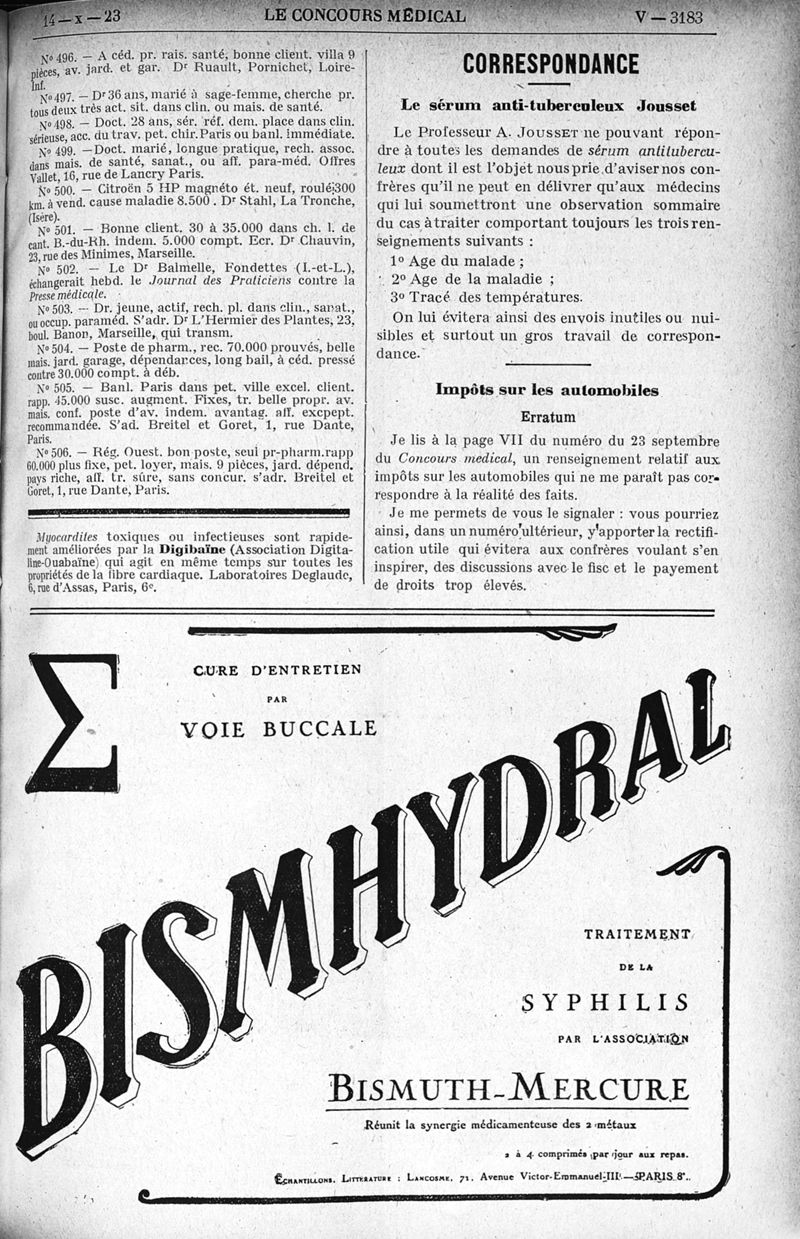 14 — x — 23
LE CONCOURS MÉDICAL
V — 3183
Nº 496. — A céd. pr. rais. santé, bonne client. villa 9
pièces, av. jard. et gar. Dr Ruault, Pornichet, Loire-
Inf.
Nº 497. — Dr 36 ans, marié à sage-femme, cherche pr.
tous deux très act. sit. dans clin. ou mais. de santé.
Nº 498. — Doct. 28 ans, sér. réf. dem. place dans clin.
sérieuse, acc. du trav. pet. chir. Paris ou banl. immédiate.
Nº 499. — Doct. marié, longue pratique, rech. assoc.
dans mais. de santé, sanat., ou aff. para-méd. Offres
Vallet, 16, rue de Lancry Paris.
Nº 500. — Citroën 5 HP magnéto ét. neuf, roulé 300
km. à vend. cause maladie 8.500. Dr Stahl, La Tronche,
(Isère).
Nº 501. — Bonne client. 30 à 35.000 dans ch. l. de
cant. B.-du-Rh. indem. 5.000 compt. Ecr. Dr Chauvin,
23, rue des Minimes, Marseille.
Nº 502. — Le Dr Balmelle, Fondettes (I.-et-L.),
échangerait hebd. le Journal des Praticiens contre la
Presse médicale.
Nº 503. — Dr. jeune, actif, rech. pl. dans clin., sanat.,
ou occup. paraméd. S'adr. Dr L'Hermier des Plantes, 23,
boul. Banon, Marseille, qui transm.
Nº 504. — Poste de pharm., rec. 70.000 prouvés, belle
mais. jard. garage, dépendances, long bail, à céd. pressé
contre 30.000 compt. à déb.
Nº 505. — Banl. Paris dans pet. ville excel. client.
rapp. 45.000 susc. augment. Fixes, tr. belle propr. av.
mais. conf. poste d'av. indem. avantag. aff. excpept.
recommandée. S'ad. Breitel et Goret, 1, rue Dante,
Paris.
Nº 506. — Rég. Ouest. bon poste, seul pr-pharm. rapp
60.000 plus fixe, pet. loyer, mais. 9 pièces, jard. dépend.
pays riche, aff. tr. sûre, sans concur. s'adr. Breitel et
Goret, 1, rue Dante, Paris.
Myocardites toxiques ou infectieuses sont rapide-
ment améliorées par la Digibaïne (Association Digita-
line-Ouabaïne) qui agit en même temps sur toutes les
propriétés de la fibre cardiaque. Laboratoires Deglaude,
6, rue d'Assas, Paris, 6e.
CORRESPONDANCE
Le sérum anti-tuberculeux Jousset
Le Professeur A. JOUSSET ne pouvant répon-
dre à toutes les demandes de sérum antitubercu-
leux dont il est l'objet nous prie d'aviser nos con-
frères qu'il ne peut en délivrer qu'aux médecins
qui lui soumettront une observation sommaire
du cas à traiter comportant toujours les trois ren-
seignements suivants :
1º Age du malade ;
2º Age de la maladie ;
3º Tracé des températures.
On lui évitera ainsi des envois inutiles ou nui-
sibles et surtout un gros travail de correspon-
dance.
Impôts sur les automobiles
Erratum
Je lis à la page VII du numéro du 23 septembre
du Concours medical, un renseignement relatif aux
impôts sur les automobiles qui ne me paraît pas cor-
respondre à la réalité des faits.
Je me permets de vous le signaler : vous pourriez
ainsi, dans un numéro ultérieur, y apporter la rectifi-
cation utile qui évitera aux confrères voulant s'en
inspirer, des discussions avec le fisc et le payement
de droits trop élevés.
Σ
CURE D'ENTRETIEN
PAR
VOIE BUCCALE
BISMHYDRAL
TRAITEMENT
DE LA
SYPHILIS
PAR L'ASSOCIATION
BISMUTH-MERCURE
Réunit la synergie médicamenteuse des 2 métaux
2 à 4 comprimés par jour aux repas.
ÉCHANTILLONS. LITTÉRATURE : LANCOSME, 71, Avenue Victor-Emmanuel-III — PARIS 8e.